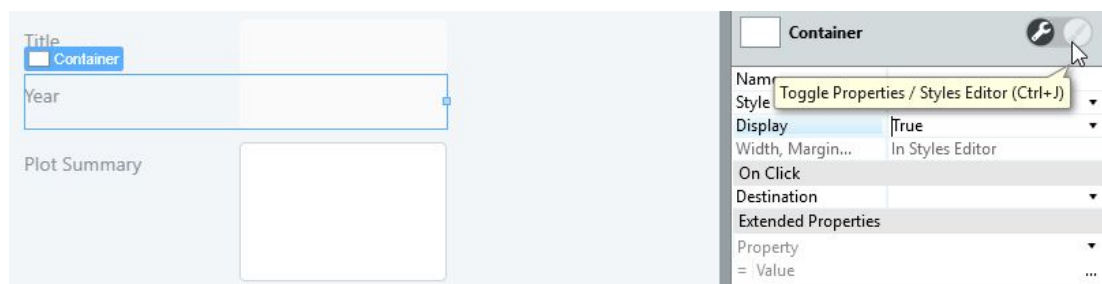 Title
Container
Year
Plot Summary
Container
Name
Toggle Properties / Styles Editor (Ctrl+J)
Style
Display True
Width, Margin... In Styles Editor
On Click
Destination
Extended Properties
Property
= Value ...